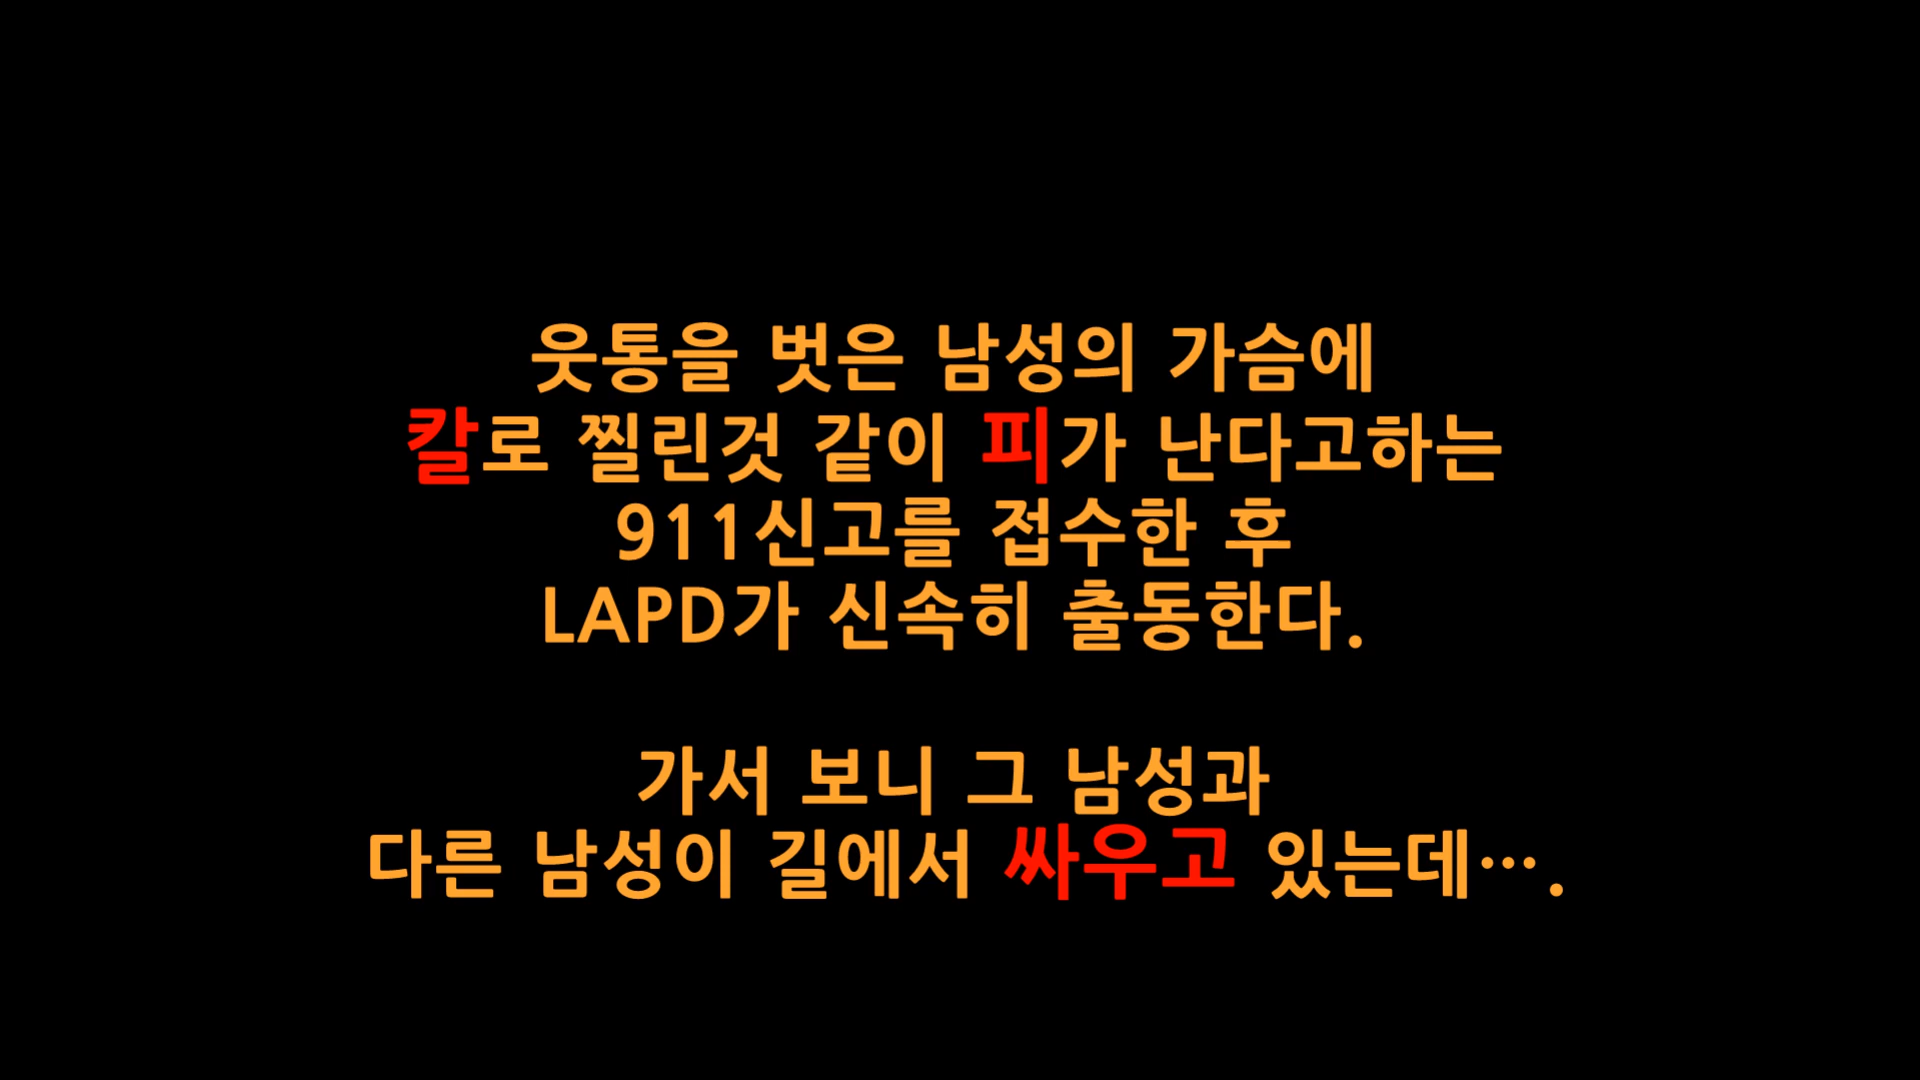 웃통을 벗은 남성의 가슴에
칼로 찔린것 같이 피가 난다고하는
911신고를 접수한 후
LAPD가 신속히 출동한다.
가서 보니 그 남성과
다른 남성이 길에서 싸우고 있는데….